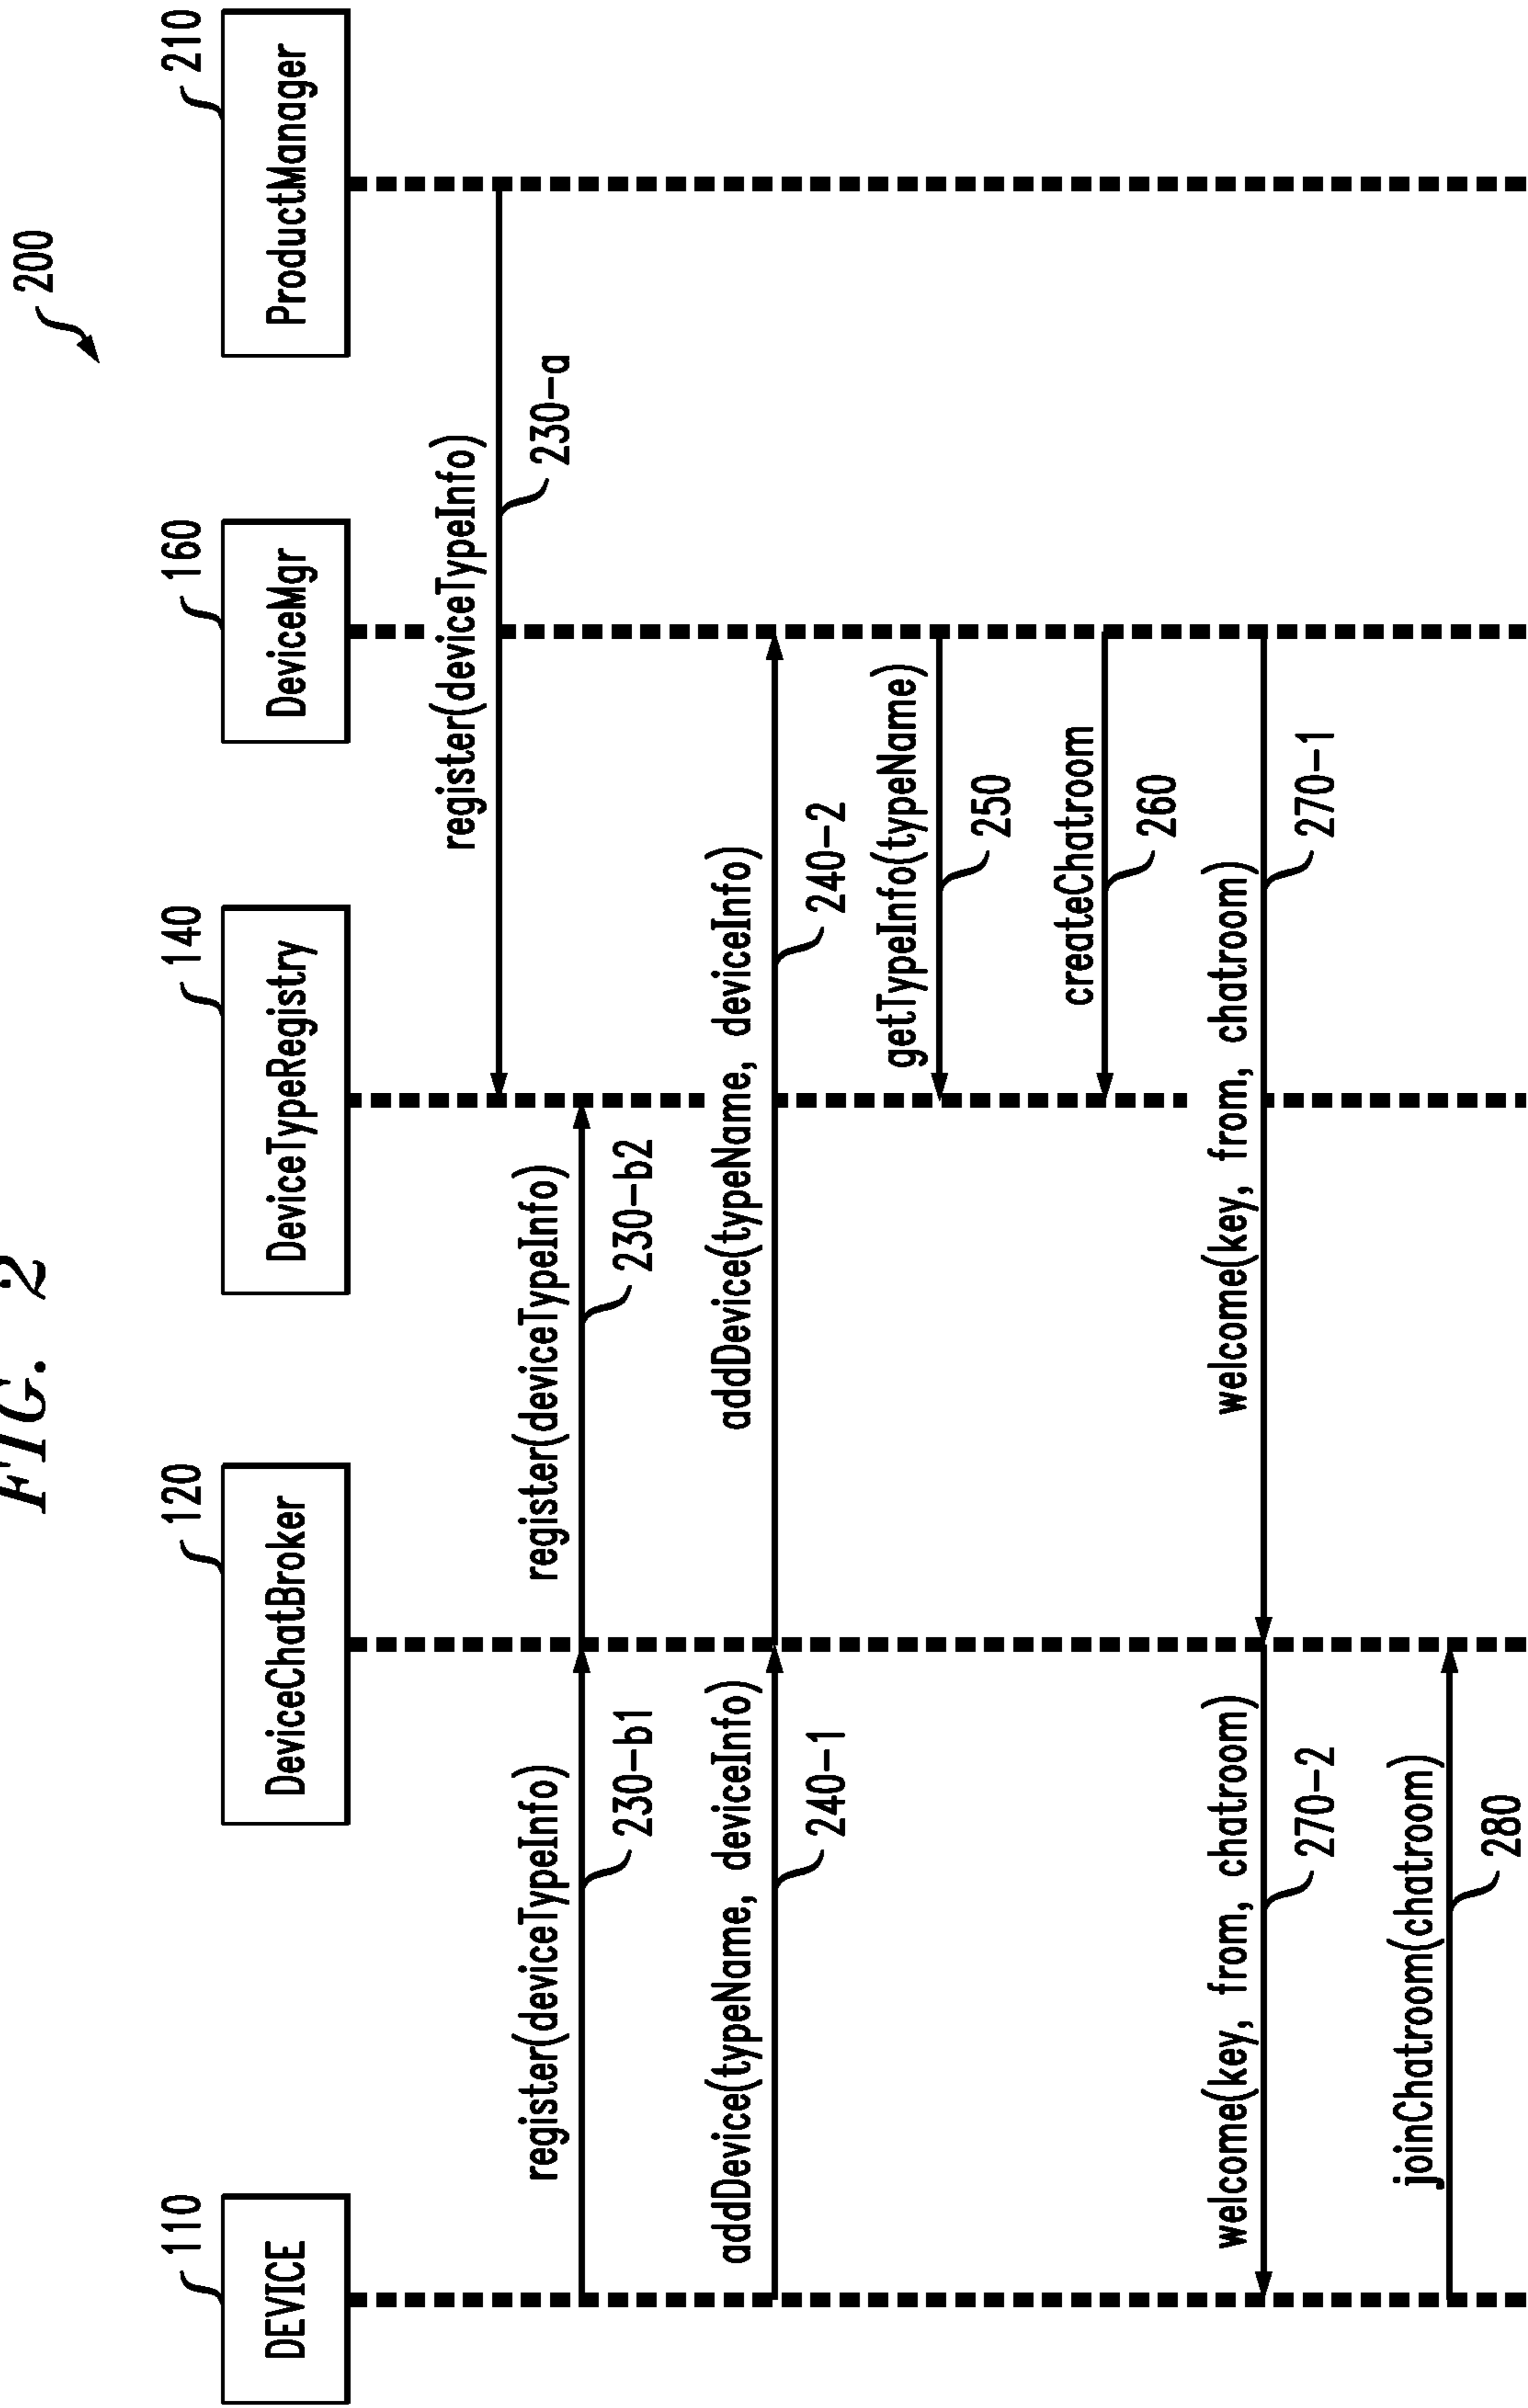 FIG. 2
200
110
120
140
160
210
DEVICE
DeviceChatBroker
DeviceTypeRegistry
DeviceMgr
ProductManager
register(deviceTypeInfo)
230-a
register(deviceTypeInfo)
230-b1
register(deviceTypeInfo)
230-b2
addDevice(typeName, deviceInfo)
240-1
addDevice(typeName, deviceInfo)
240-2
getTypeInfo(typeName)
250
createChatroom
260
welcome(key, from, chatroom)
270-1
welcome(key, from, chatroom)
270-2
joinChatroom(chatroom)
280